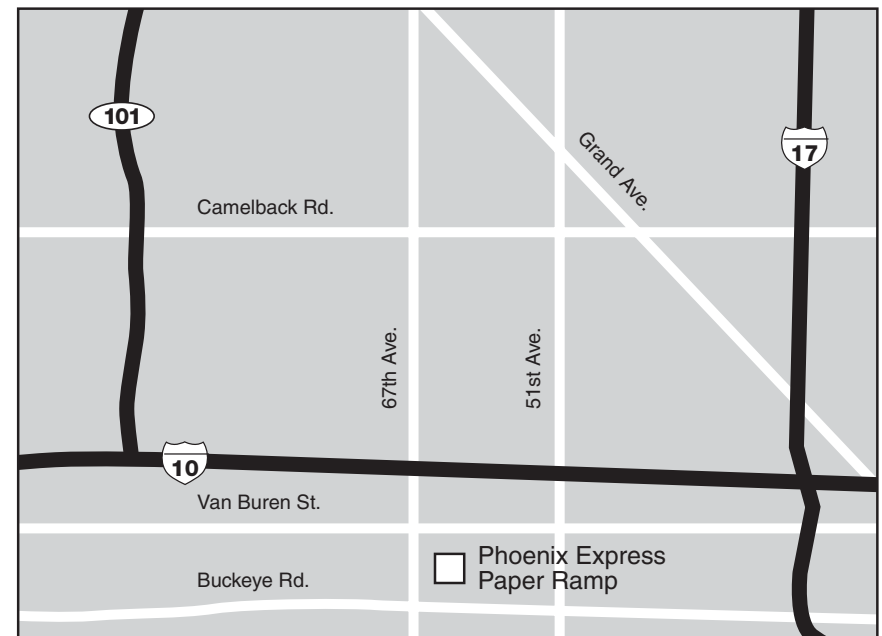 101
17
Grand Ave.
Camelback Rd.
67th Ave.
51st Ave.
10
Van Buren St.
Phoenix Express
Paper Ramp
Buckeye Rd.